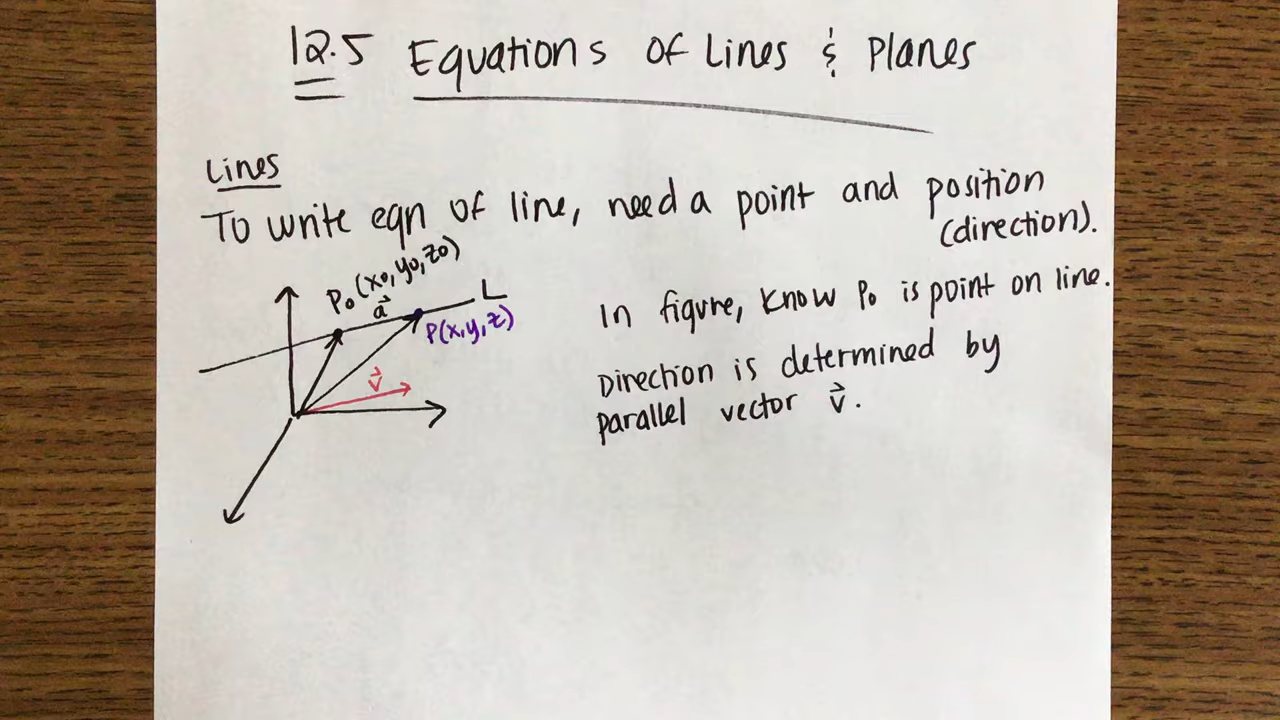 12.5 Equations of Lines & Planes
Lines
To write eqn of line, need a point and position
(direction).
P₀(x₀,y₀,z₀)
a⃗
L
P(x,y,z)
v⃗
In figure, know P₀ is point on line.
Direction is determined by
parallel vector v⃗.